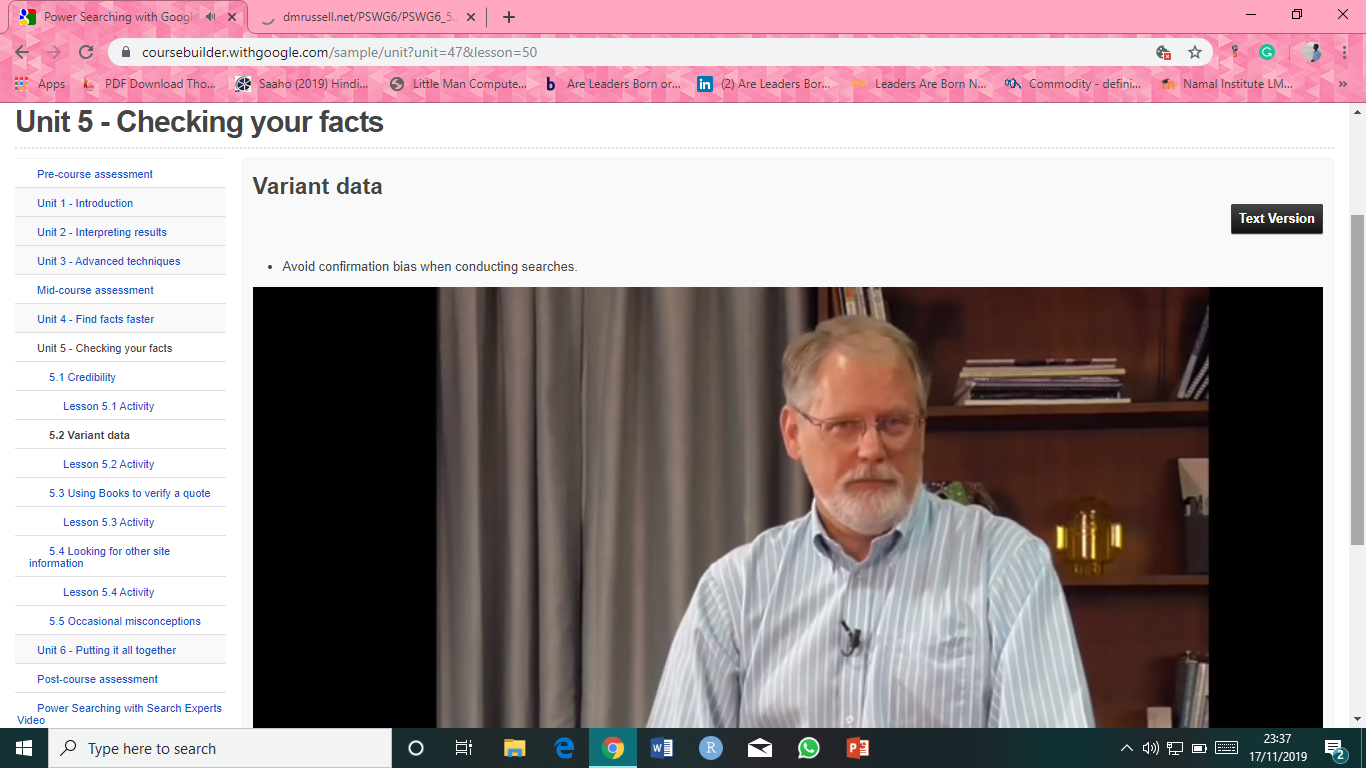 Power Searching with Googl
dmrussell.net/PSWG6/PSWG6_5.
coursebuilder.withgoogle.com/sample/unit?unit=47&lesson=50
Apps
PDF Download Tho...
Saaho (2019) Hindi...
Little Man Compute...
Are Leaders Born or...
(2) Are Leaders Bor...
Leaders Are Born N...
Commodity - defini...
Namal Institute LM...
»
Unit 5 - Checking your facts
Pre-course assessment
Unit 1 - Introduction
Unit 2 - Interpreting results
Unit 3 - Advanced techniques
Mid-course assessment
Unit 4 - Find facts faster
Unit 5 - Checking your facts
5.1 Credibility
Lesson 5.1 Activity
5.2 Variant data
Lesson 5.2 Activity
5.3 Using Books to verify a quote
Lesson 5.3 Activity
5.4 Looking for other site
information
Lesson 5.4 Activity
5.5 Occasional misconceptions
Unit 6 - Putting it all together
Post-course assessment
Power Searching with Search Experts
Video
Variant data
Text Version
• Avoid confirmation bias when conducting searches.
Type here to search
23:37
17/11/2019
2